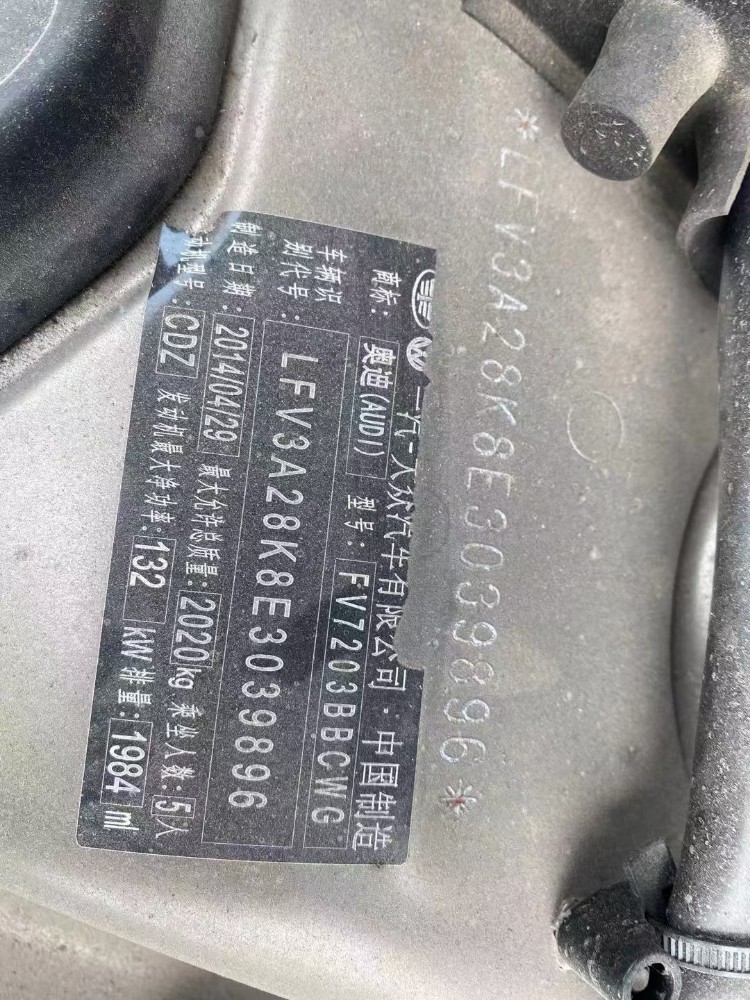 *LFV3A28K8E3039896*
一汽-大众汽车有限公司·中国制造
商标: 奥迪(AUDI) 型号: FV7203BBCWG
车辆识
别代号: LFV3A28K8E3039896
制造日期: 2014/04/29 最大允许总质量: 2020kg 乘坐人数: 5人
发动机型号: CDZ 发动机最大净功率: 132 kW 排量: 1984 ml